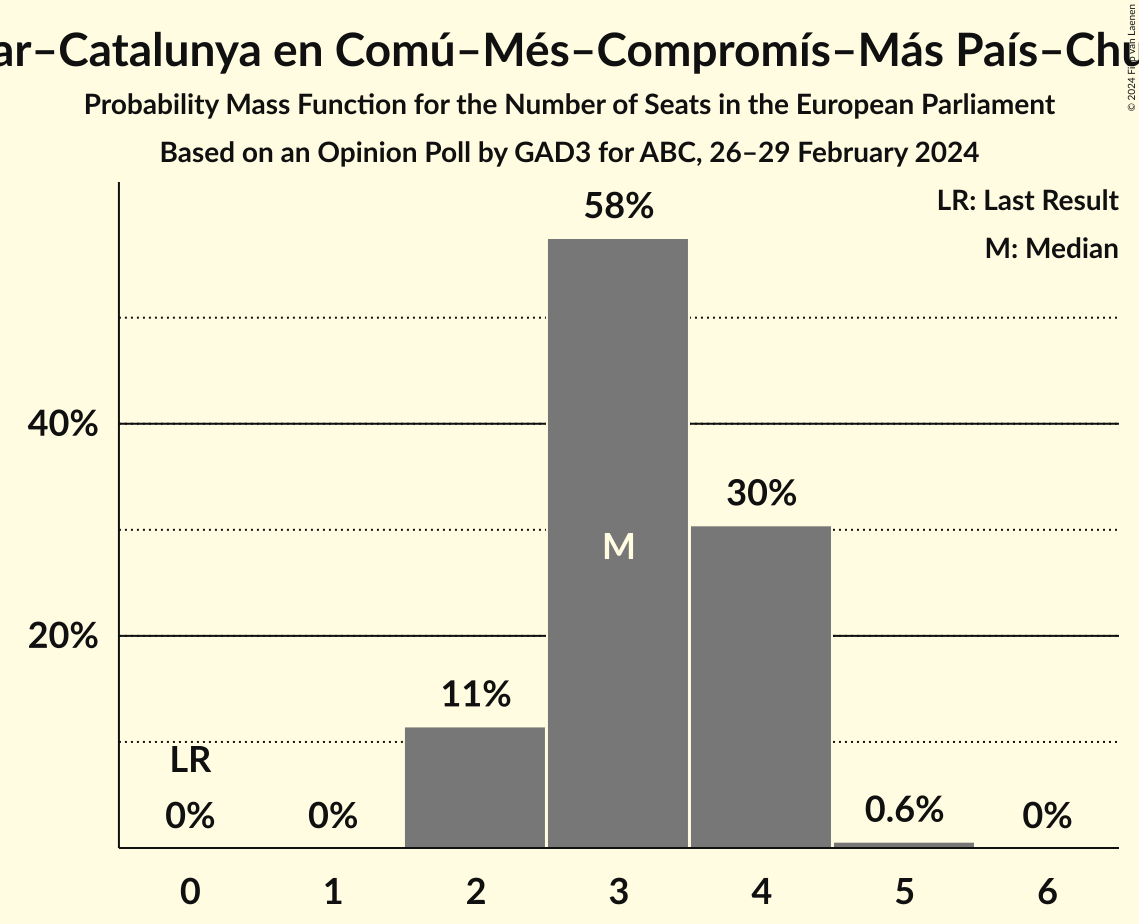 ar–Catalunya en Comú–Més–Compromís–Más País–Chu
© 2024 Filip van Laenen
Probability Mass Function for the Number of Seats in the European Parliament
Based on an Opinion Poll by GAD3 for ABC, 26–29 February 2024
LR: Last Result
M: Median
58%
40%
30%
M
20%
11%
LR
0%
0%
0.6%
0%
0 1 2 3 4 5 6